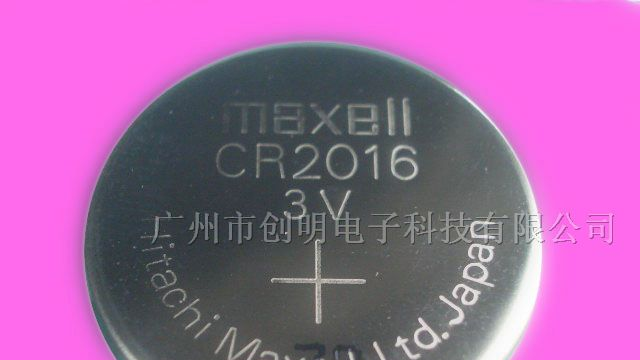 maxell
CR2016
3V
广州市创明电子科技有限公司
Hitachi Maxell, Ltd. Japan